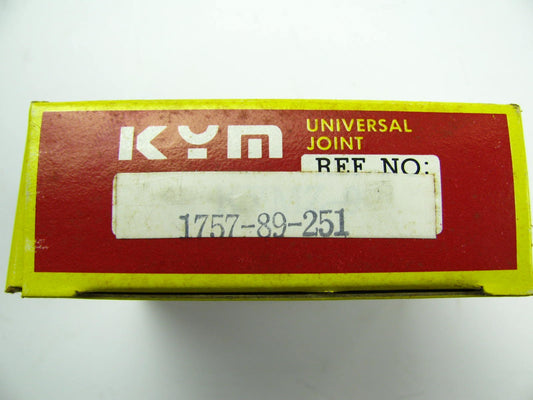 KYM
UNIVERSAL
JOINT
REF. NO:
1757-89-251